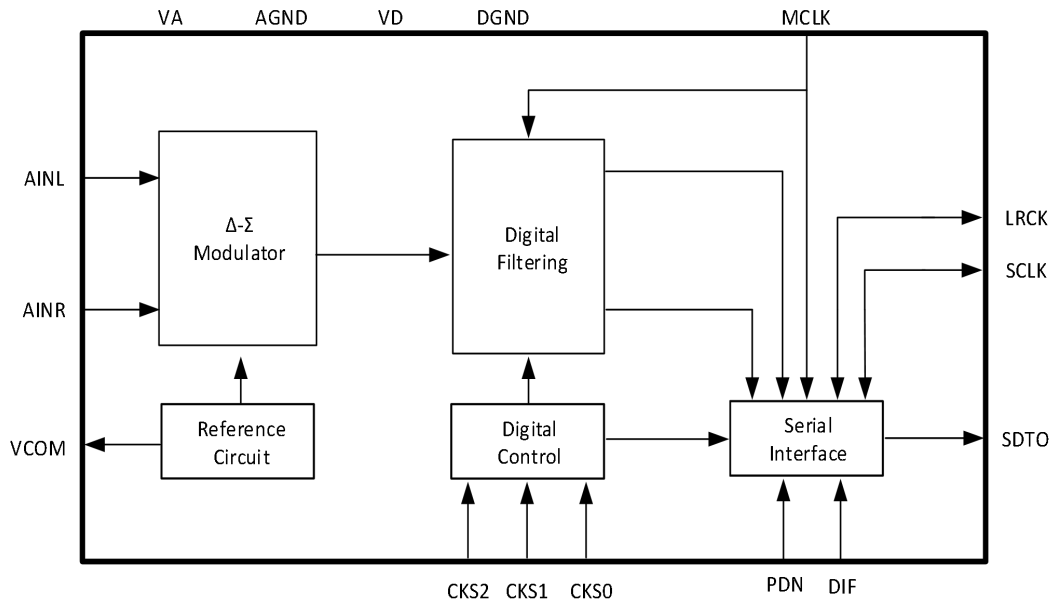 VA AGND VD DGND MCLK
AINL
Δ-Σ
Modulator
Digital
Filtering
LRCK
SCLK
AINR
VCOM
Reference
Circuit
Digital
Control
Serial
Interface
SDTO
CKS2 CKS1 CKS0 PDN DIF